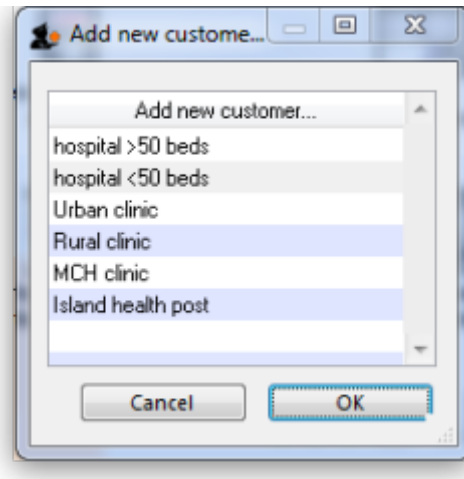 Add new custome...
Add new customer...
hospital >50 beds
hospital <50 beds
Urban clinic
Rural clinic
MCH clinic
Island health post
Cancel
OK